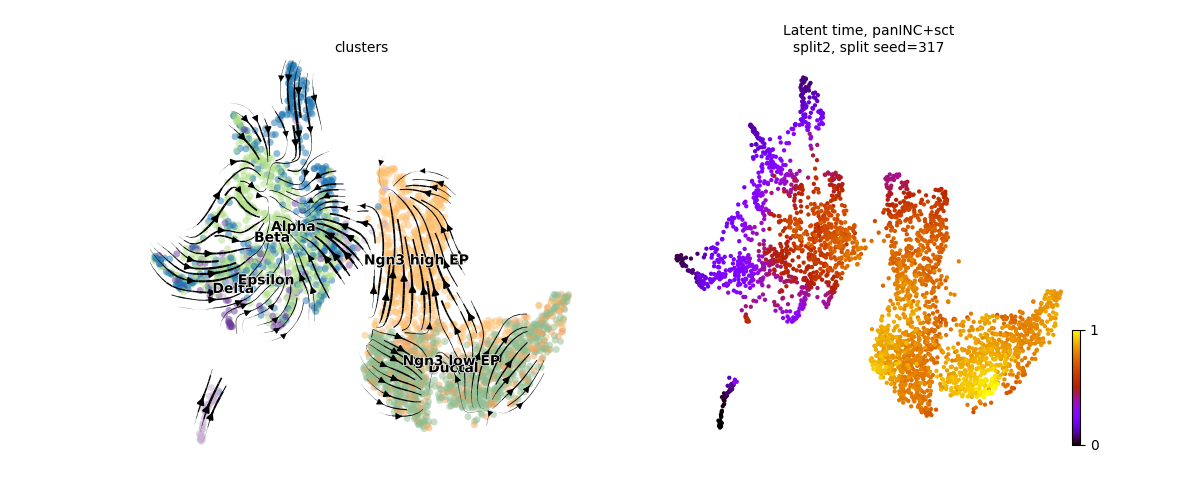 clusters
Latent time, panINC+sct
split2, split seed=317
Alpha
Beta
Ngn3 high EP
Epsilon
Delta
Ngn3 low EP
Ductal
1
0